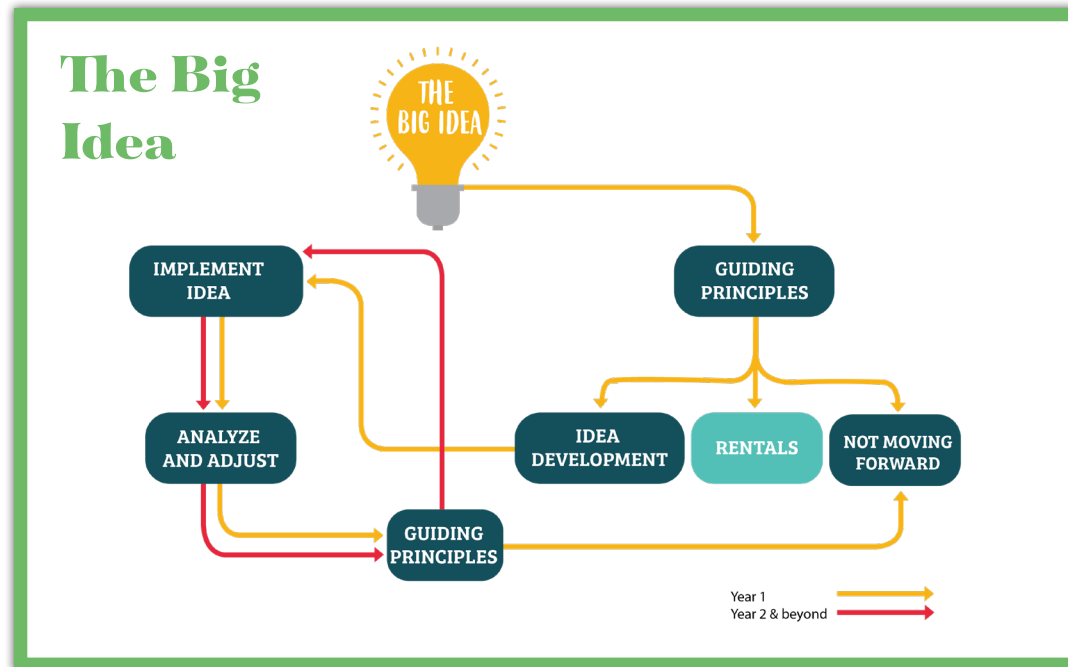 The Big
Idea
THE
BIG IDEA
IMPLEMENT
IDEA
GUIDING
PRINCIPLES
ANALYZE
AND ADJUST
IDEA
DEVELOPMENT
RENTALS
NOT MOVING
FORWARD
GUIDING
PRINCIPLES
Year 1
Year 2 & beyond